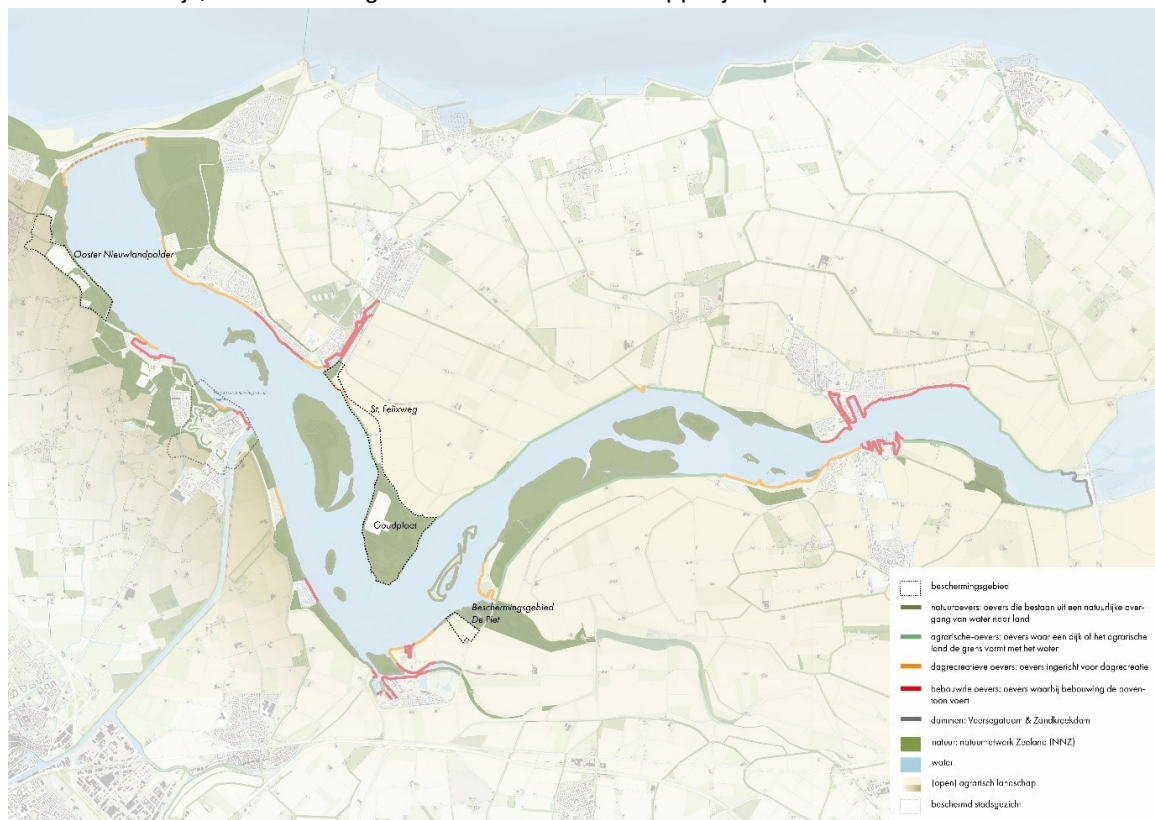 Ooster Nieuwlandpolder
St. Felixweg
Goudplaat
Beschermingsgebied
De Piet
beschermingsgebied
natuuroevers: oevers die bestaan uit een natuurlijke over-
gang van water naar land
agrarische-oevers: oevers waar een dijk of het agrarische
land de grens vormt met het water
dagrecreatieve oevers: oevers ingericht voor dagrecreatie
bebouwde oevers: oevers waarbij bebouwing de boven-
toon voert
dammen: Veersegatdam & Zandkreekdam
natuur: natuurnetwerk Zeeland (NNZ)
water
(open) agrarisch landschap
beschermd stadsgezicht